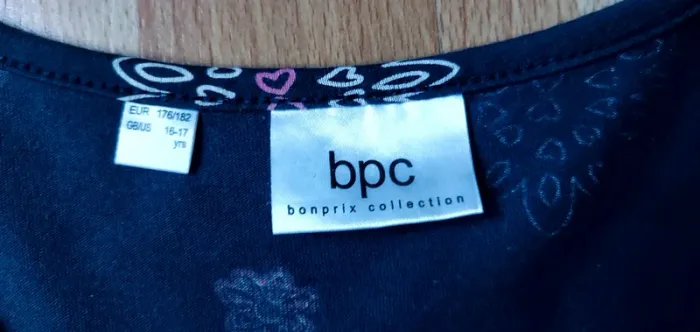 EUR 176/182
GB/US 16-17
yrs
bpc
bonprix collection